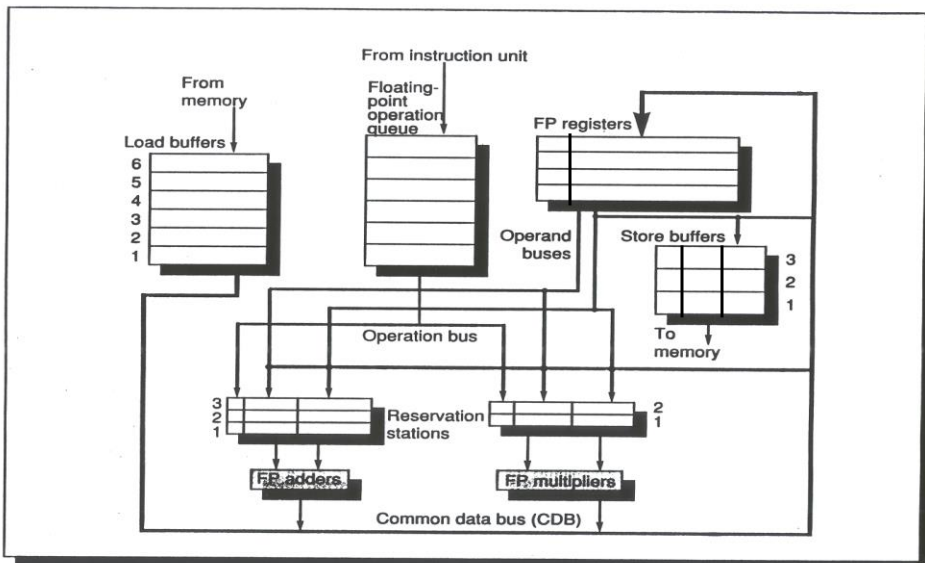 From instruction unit
From
memory
Floating-
point
operation
queue
FP registers
Load buffers
6
5
4
3
2
1
Operand
buses
Store buffers
3
2
1
Operation bus
To
memory
3
2
1
Reservation
stations
2
1
FP adders
FP multipliers
Common data bus (CDB)